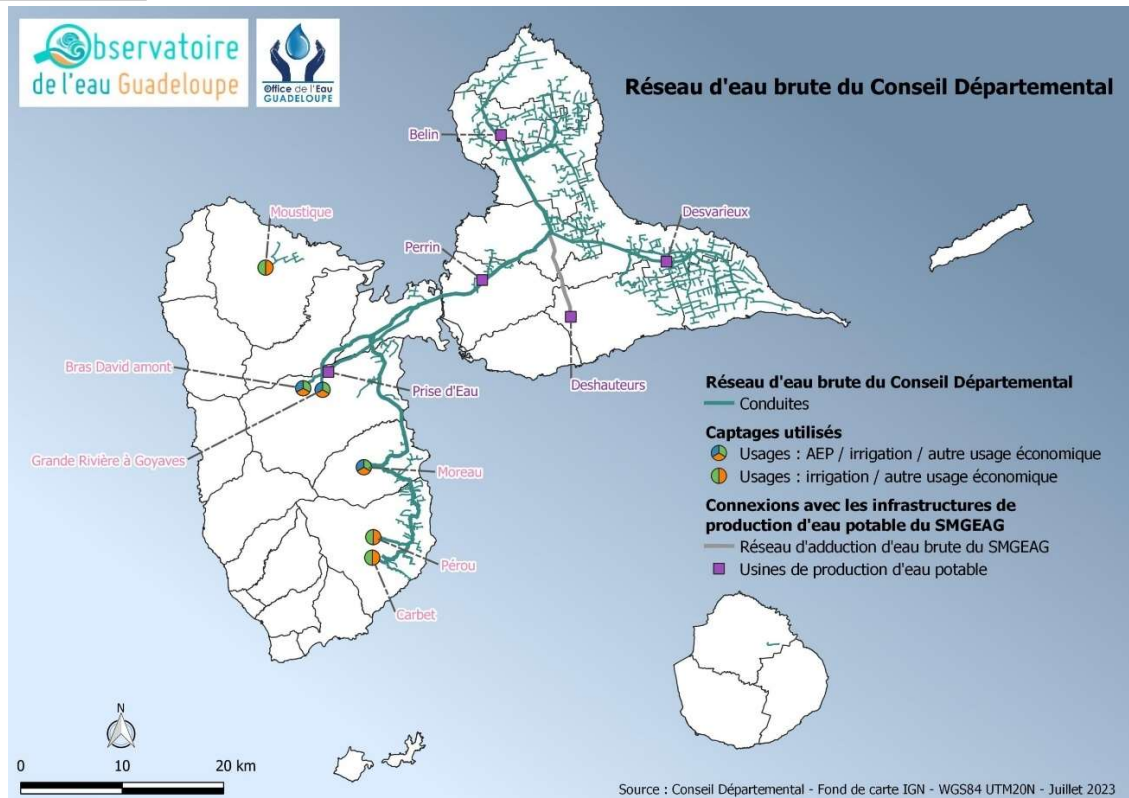 Observatoire
de l'eau Guadeloupe
Office de l'Eau
GUADELOUPE
Réseau d'eau brute du Conseil Départemental
Belin
Moustique
Desvarieux
Perrin
Bras David amont
Prise d'Eau
Deshauteurs
Grande Rivière à Goyaves
Moreau
Pérou
Carbet
Réseau d'eau brute du Conseil Départemental
Conduites
Captages utilisés
Usages : AEP / irrigation / autre usage économique
Usages : irrigation / autre usage économique
Connexions avec les infrastructures de
production d'eau potable du SMGEAG
Réseau d'adduction d'eau brute du SMGEAG
Usines de production d'eau potable
N
0 10 20 km
Source : Conseil Départemental - Fond de carte IGN - WGS84 UTM20N - Juillet 2023